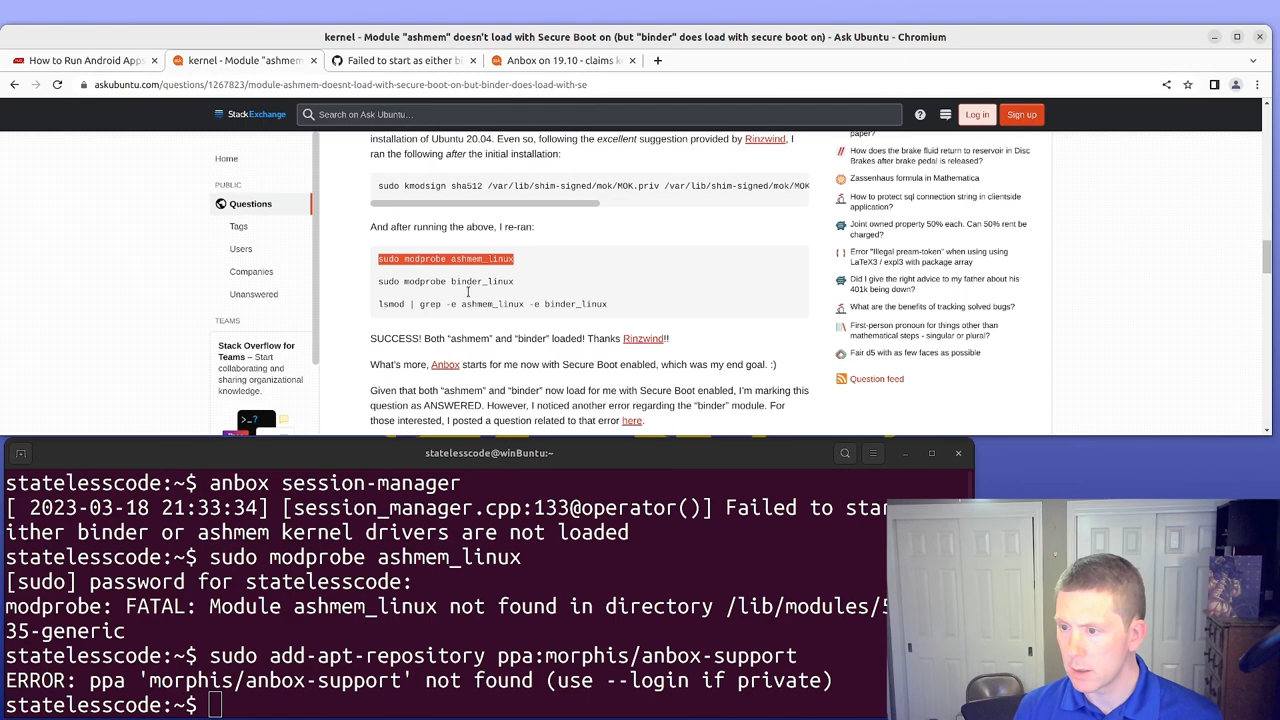 kernel - Module "ashmem" doesn't load with Secure Boot on (but "binder" does load with secure boot on) - Ask Ubuntu - Chromium
How to Run Android Apps
kernel - Module "ashmem
Failed to start as either bi
Anbox on 19.10 - claims ke
askubuntu.com/questions/1267823/module-ashmem-doesnt-load-with-secure-boot-on-but-binder-does-load-with-se
StackExchange
Search on Ask Ubuntu…
Log in
Sign up
Home
PUBLIC
Questions
Tags
Users
Companies
Unanswered
TEAMS
Stack Overflow for
Teams – Start
collaborating and
sharing organizational
knowledge.
installation of Ubuntu 20.04. Even so, following the excellent suggestion provided by Rinzwind, I
ran the following after the initial installation:
sudo kmodsign sha512 /var/lib/shim-signed/mok/MOK.priv /var/lib/shim-signed/mok/MOK
And after running the above, I re-ran:
sudo modprobe ashmem_linux
sudo modprobe binder_linux
lsmod | grep -e ashmem_linux -e binder_linux
SUCCESS! Both “ashmem” and “binder” loaded! Thanks Rinzwind!!
What’s more, Anbox starts for me now with Secure Boot enabled, which was my end goal. :)
Given that both “ashmem” and “binder” now load for me with Secure Boot enabled, I’m marking this
question as ANSWERED. However, I noticed another error regarding the “binder” module. For
those interested, I posted a question related to that error here.
paper?
How does the brake fluid return to reservoir in Disc
Brakes after brake pedal is released?
Zassenhaus formula in Mathematica
How to protect sql connection string in clientside
application?
Joint owned property 50% each. Can 50% rent be
charged?
Error "Illegal pream-token" when using using
LaTeX3 / expl3 with package array
Did I give the right advice to my father about his
401k being down?
What are the benefits of tracking solved bugs?
First-person pronoun for things other than
mathematical steps - singular or plural?
Fair d5 with as few faces as possible
Question feed
statelesscode@winBuntu:~
statelesscode:~$ anbox session-manager
[ 2023-03-18 21:33:34] [session_manager.cpp:133@operator()] Failed to star
ither binder or ashmem kernel drivers are not loaded
statelesscode:~$ sudo modprobe ashmem_linux
[sudo] password for statelesscode:
modprobe: FATAL: Module ashmem_linux not found in directory /lib/modules/5
35-generic
statelesscode:~$ sudo add-apt-repository ppa:morphis/anbox-support
ERROR: ppa 'morphis/anbox-support' not found (use --login if private)
statelesscode:~$